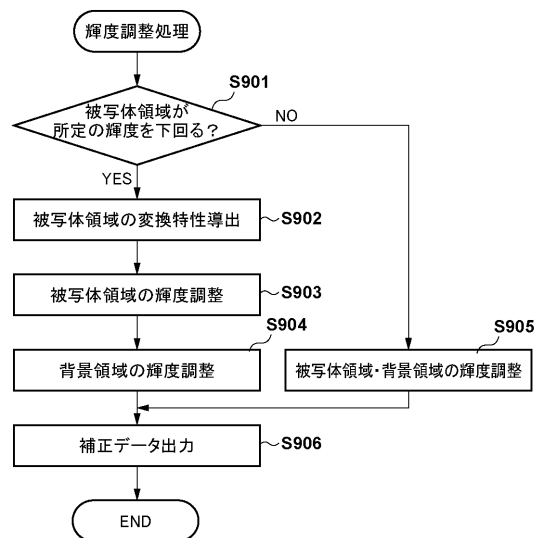 輝度調整処理
S901
被写体領域が
所定の輝度を下回る?
NO
YES
被写体領域の変換特性導出
S902
被写体領域の輝度調整
S903
S904
背景領域の輝度調整
S905
被写体領域・背景領域の輝度調整
補正データ出力
S906
END